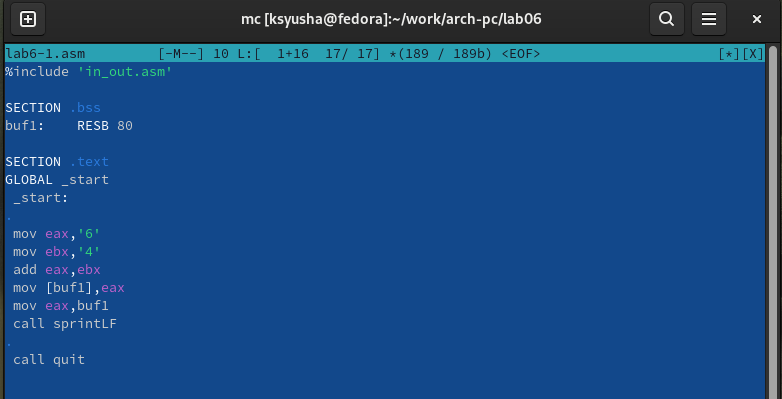 mc [ksyusha@fedora]:~/work/arch-pc/lab06
lab6-1.asm [-M--] 10 L:[ 1+16 17/ 17] *(189 / 189b) <EOF> [*][X]
%include 'in_out.asm'
SECTION .bss
buf1: RESB 80
SECTION .text
GLOBAL _start
_start:
.
mov eax,'6'
mov ebx,'4'
add eax,ebx
mov [buf1],eax
mov eax,buf1
call sprintLF
.
call quit